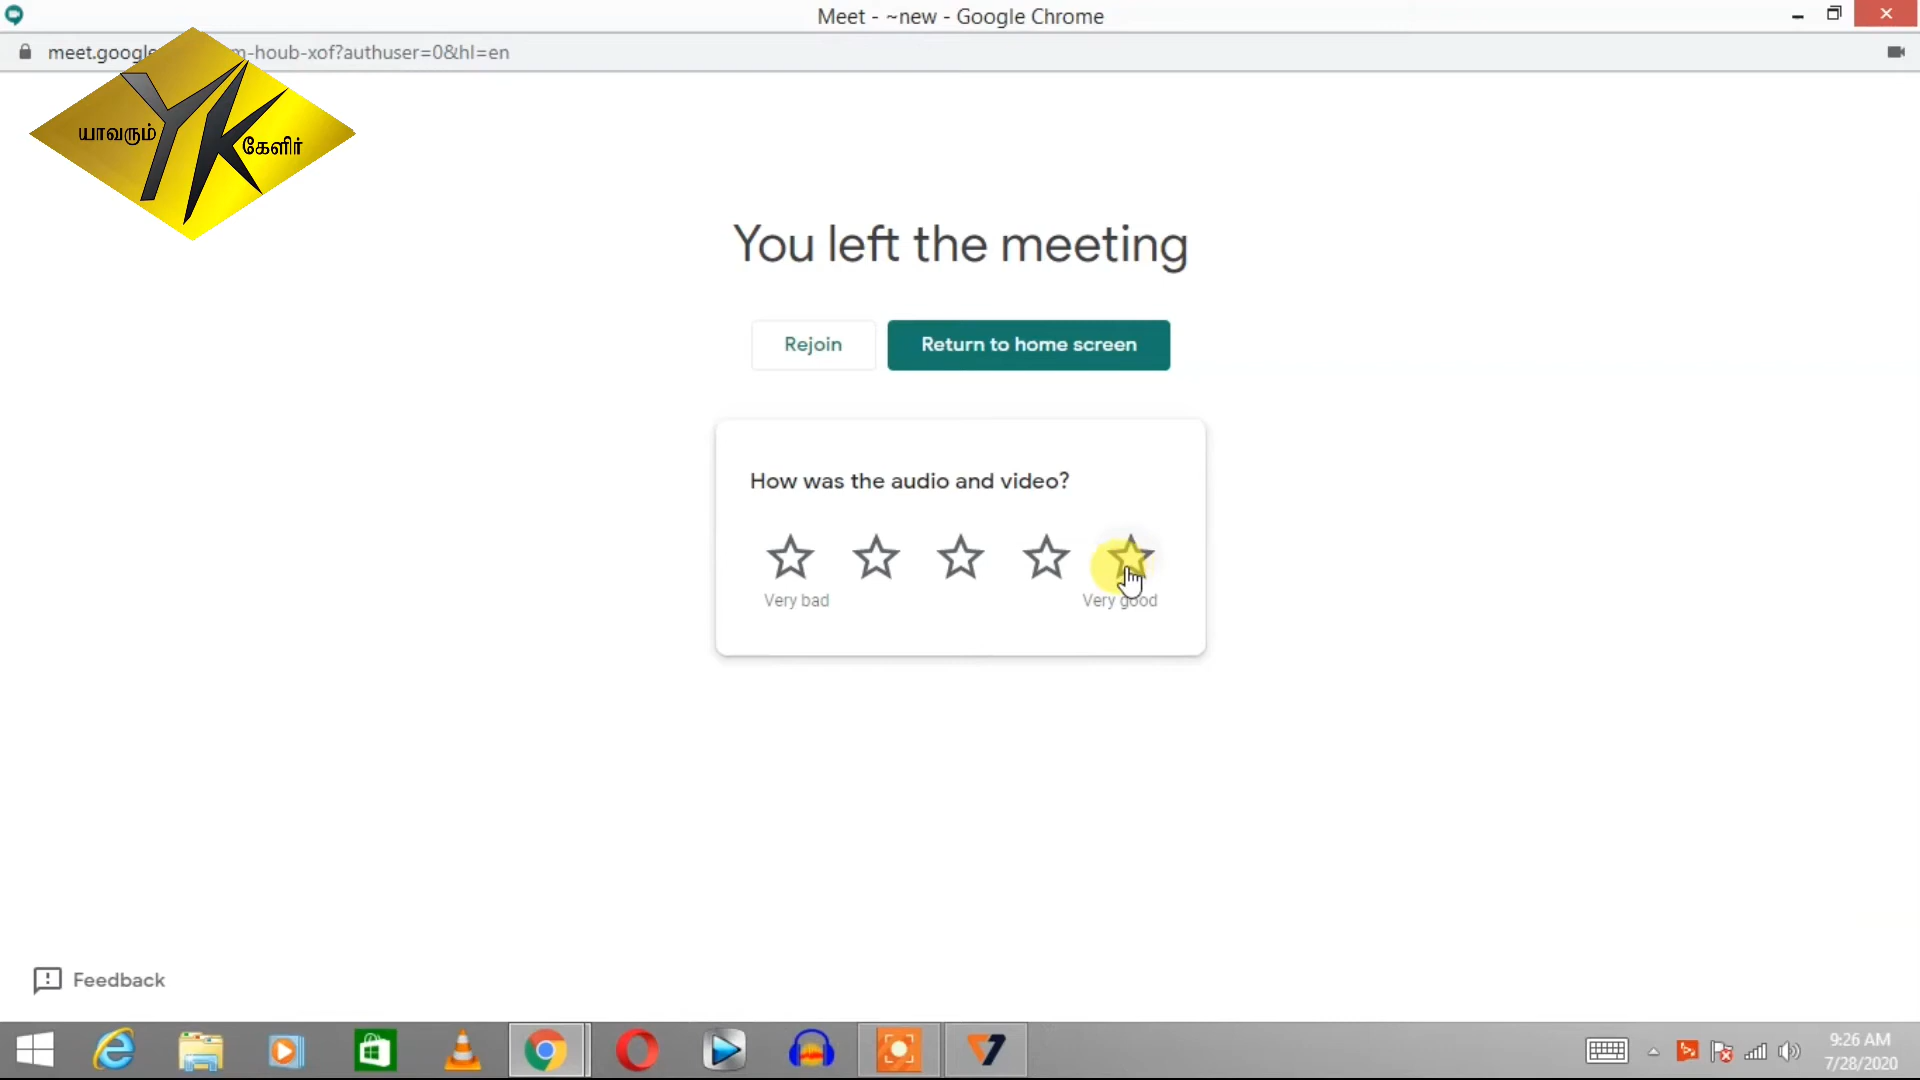 Meet - ~new - Google Chrome
meet.google
m-houb-xof?authuser=0&hl=en
யாவரும்
YK
கேளிர்
You left the meeting
Rejoin
Return to home screen
How was the audio and video?
Very bad
Very good
Feedback
9:26 AM
7/28/2020